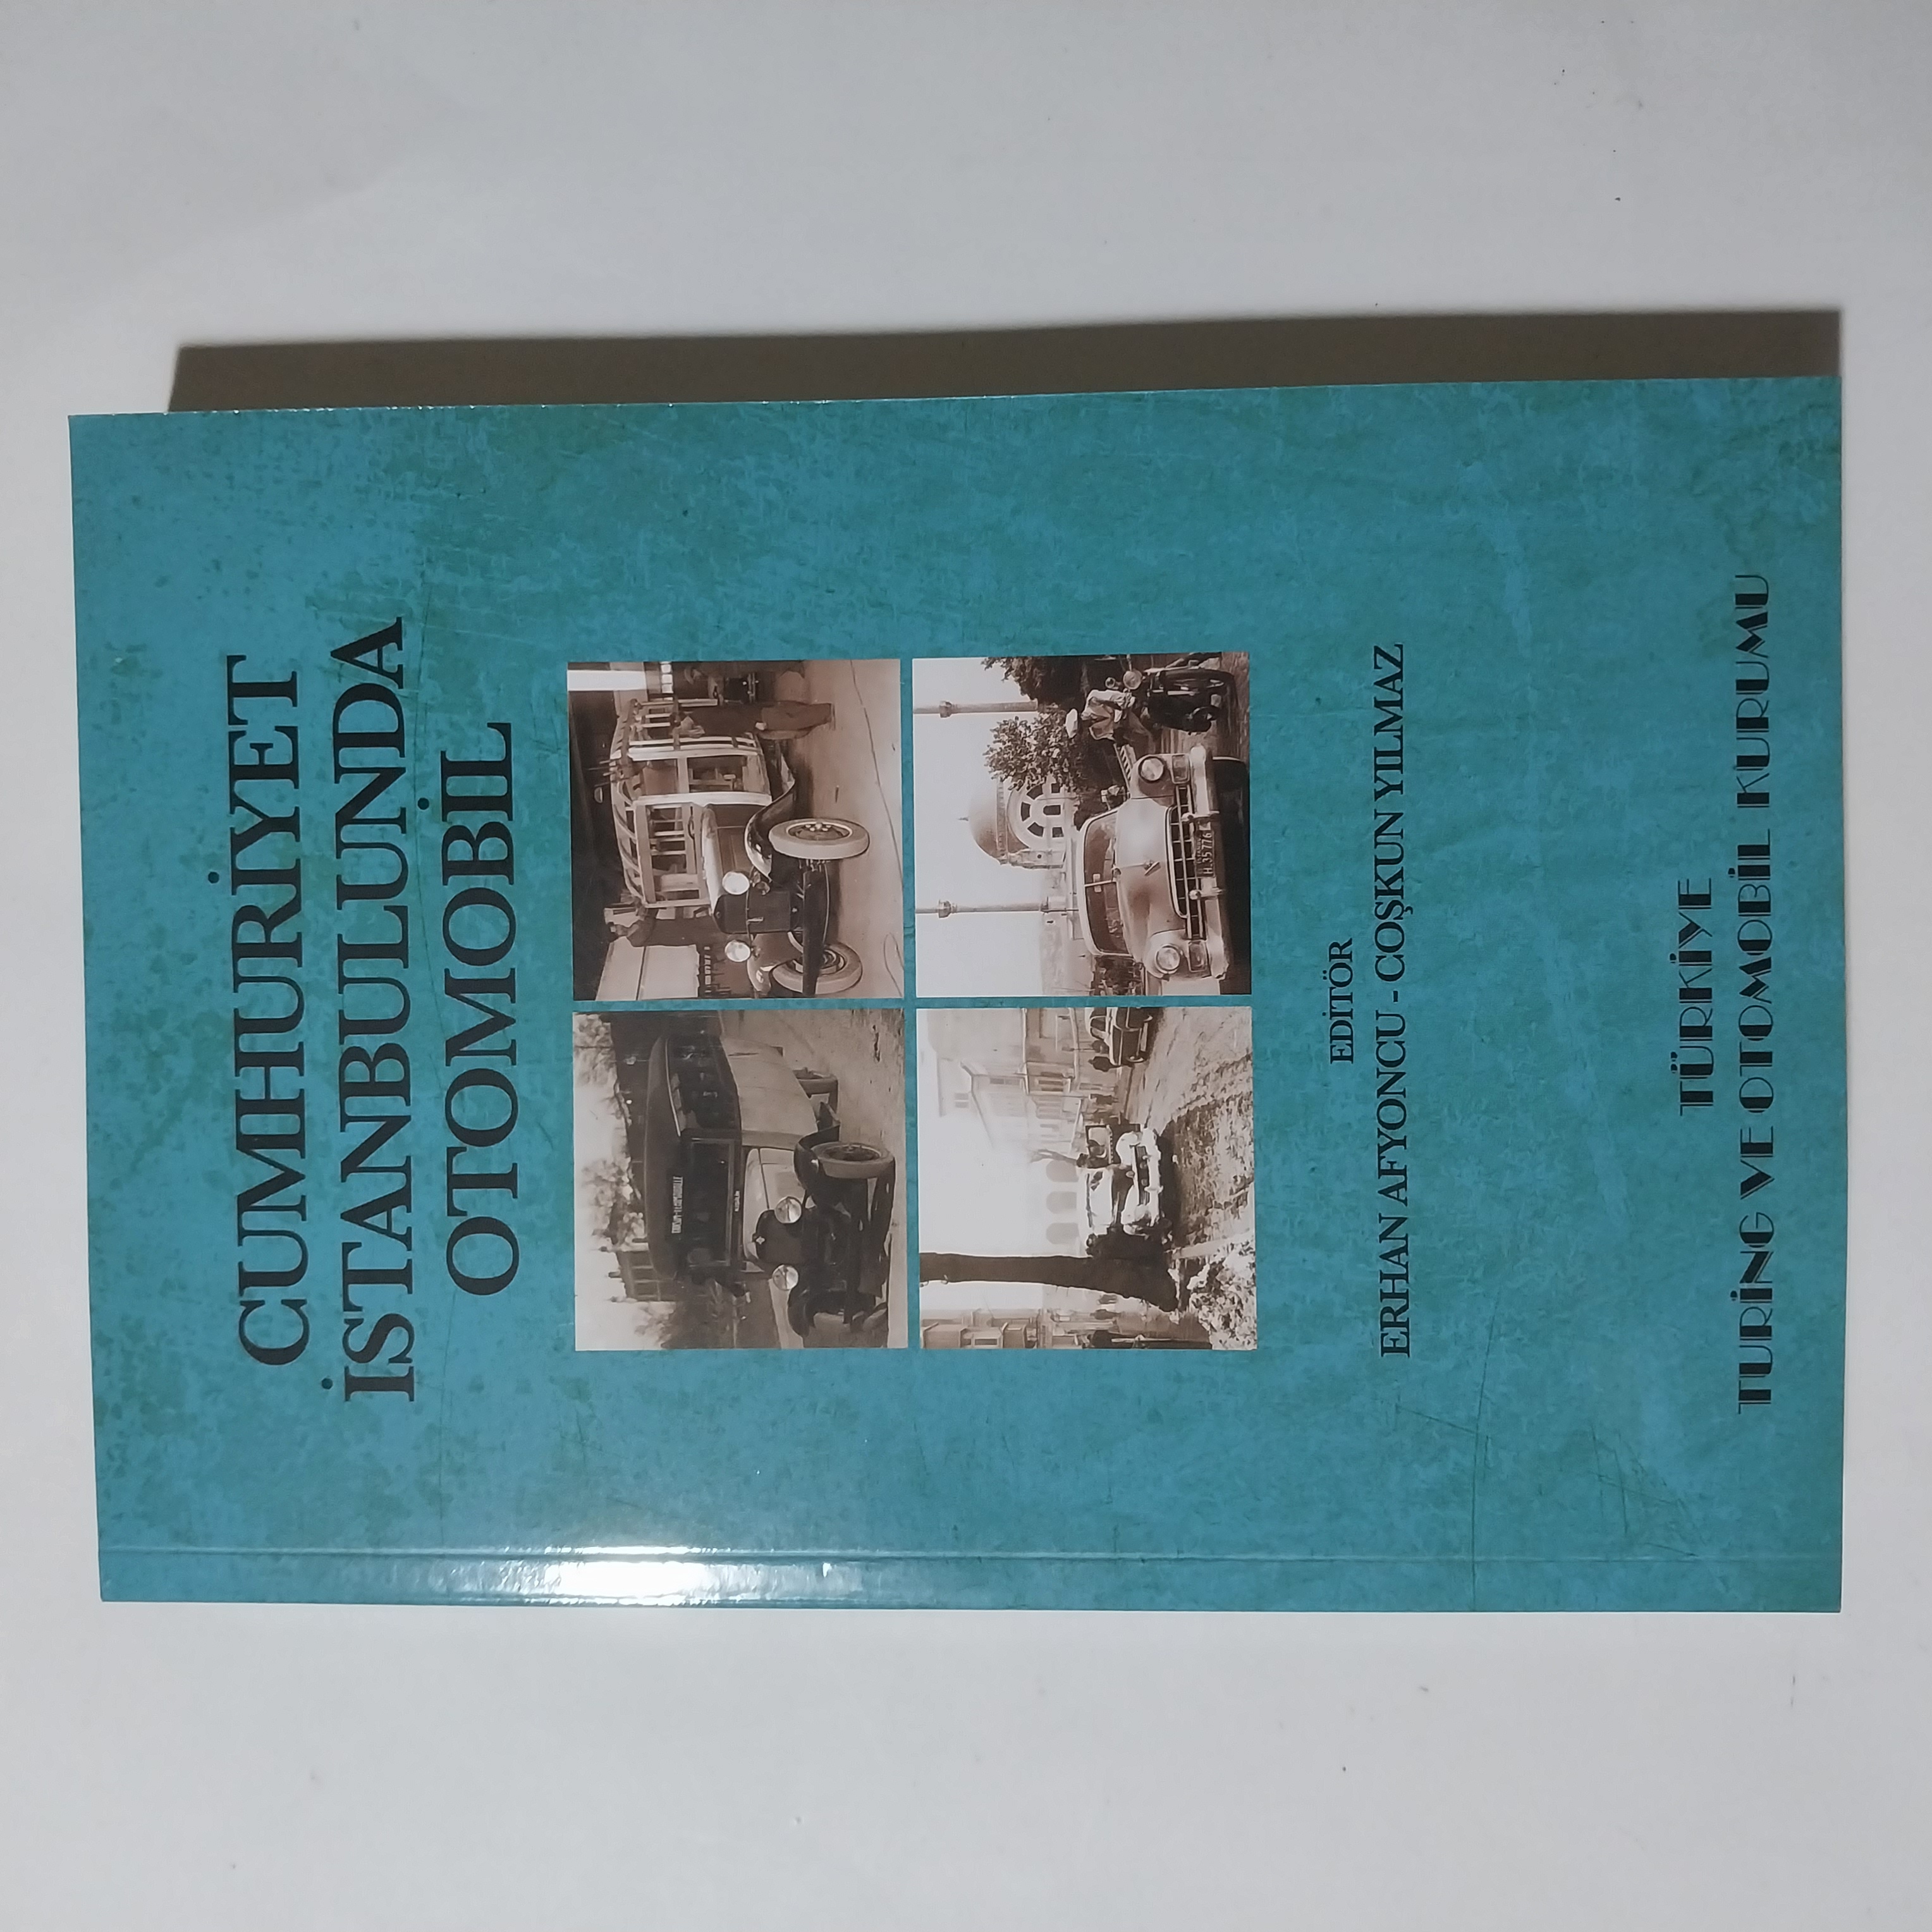 CUMHURİYET
İSTANBULUNDA
OTOMOBİL
EDİTÖR
ERHAN AFYONCU - COŞKUN YILMAZ
TÜRKİYE
TURİNG VE OTOMOBİL KURUMU